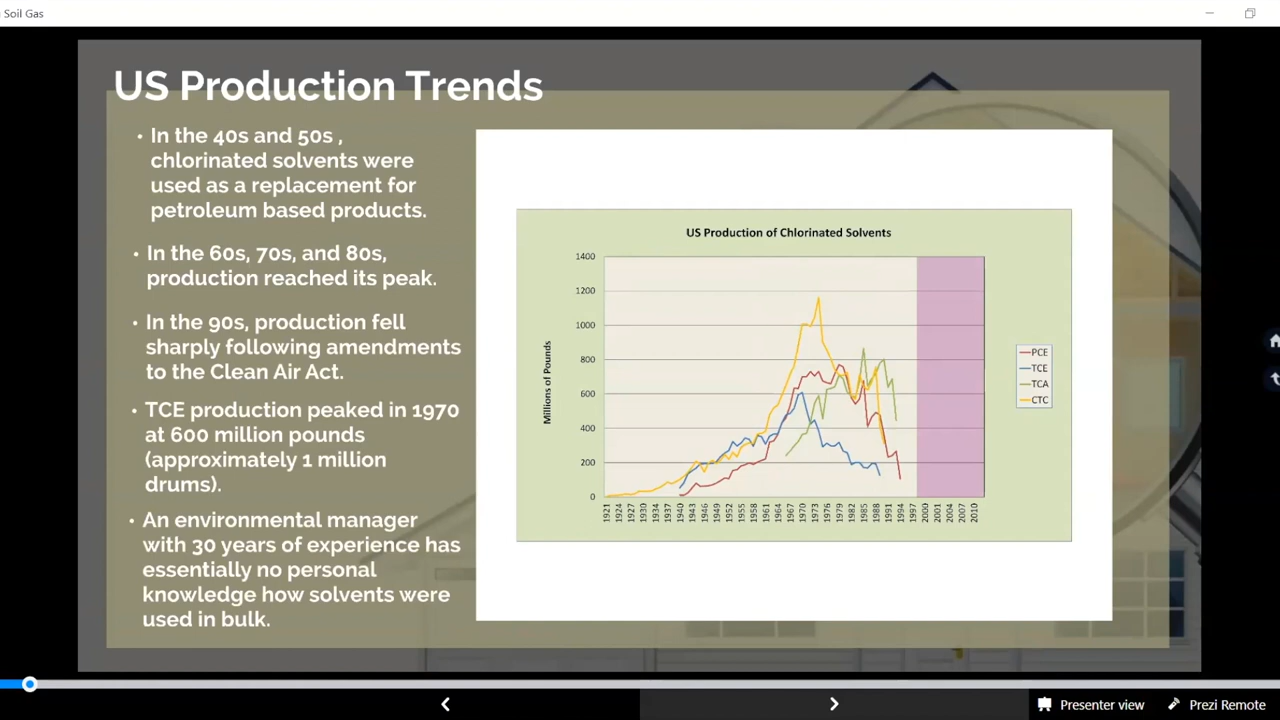 Soil Gas
US Production Trends
• In the 40s and 50s ,
chlorinated solvents were
used as a replacement for
petroleum based products.
• In the 60s, 70s, and 80s,
production reached its peak.
• In the 90s, production fell
sharply following amendments
to the Clean Air Act.
• TCE production peaked in 1970
at 600 million pounds
(approximately 1 million
drums).
• An environmental manager
with 30 years of experience has
essentially no personal
knowledge how solvents were
used in bulk.
US Production of Chlorinated Solvents
Millions of Pounds
1400
1200
1000
800
600
400
200
0
1921 1924 1927 1930 1934 1937 1940 1943 1946 1949 1952 1955 1958 1961 1964 1967 1970 1973 1976 1979 1982 1985 1988 1991 1994 1997 2000 2001 2004 2007 2010
PCE
TCE
TCA
CTC
Presenter view
Prezi Remote